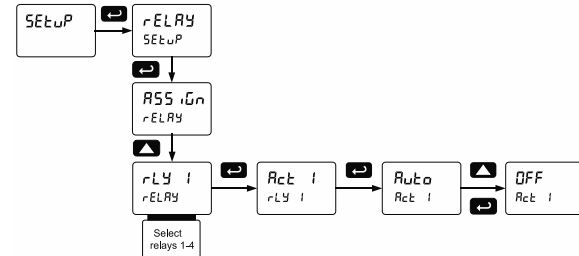 SEtuP
rELAY
SEtuP
ASSiGn
rELAY
rLY 1
rELAY
Act 1
rLY 1
Auto
Act 1
OFF
Act 1
Select
relays 1-4